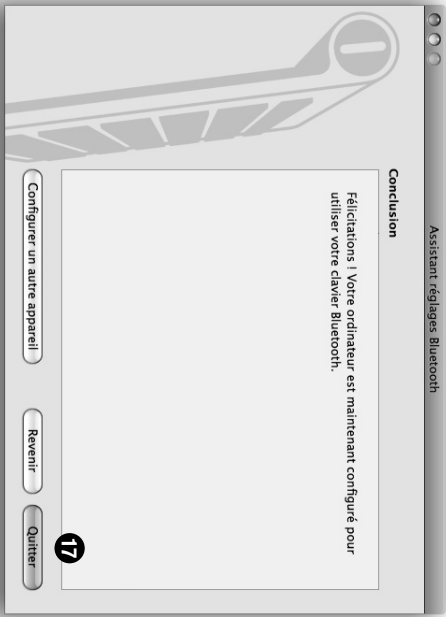 Assistant réglages Bluetooth
Conclusion
Félicitations ! Votre ordinateur est maintenant configuré pour
utiliser votre clavier Bluetooth.
17
Configurer un autre appareil
Revenir
Quitter